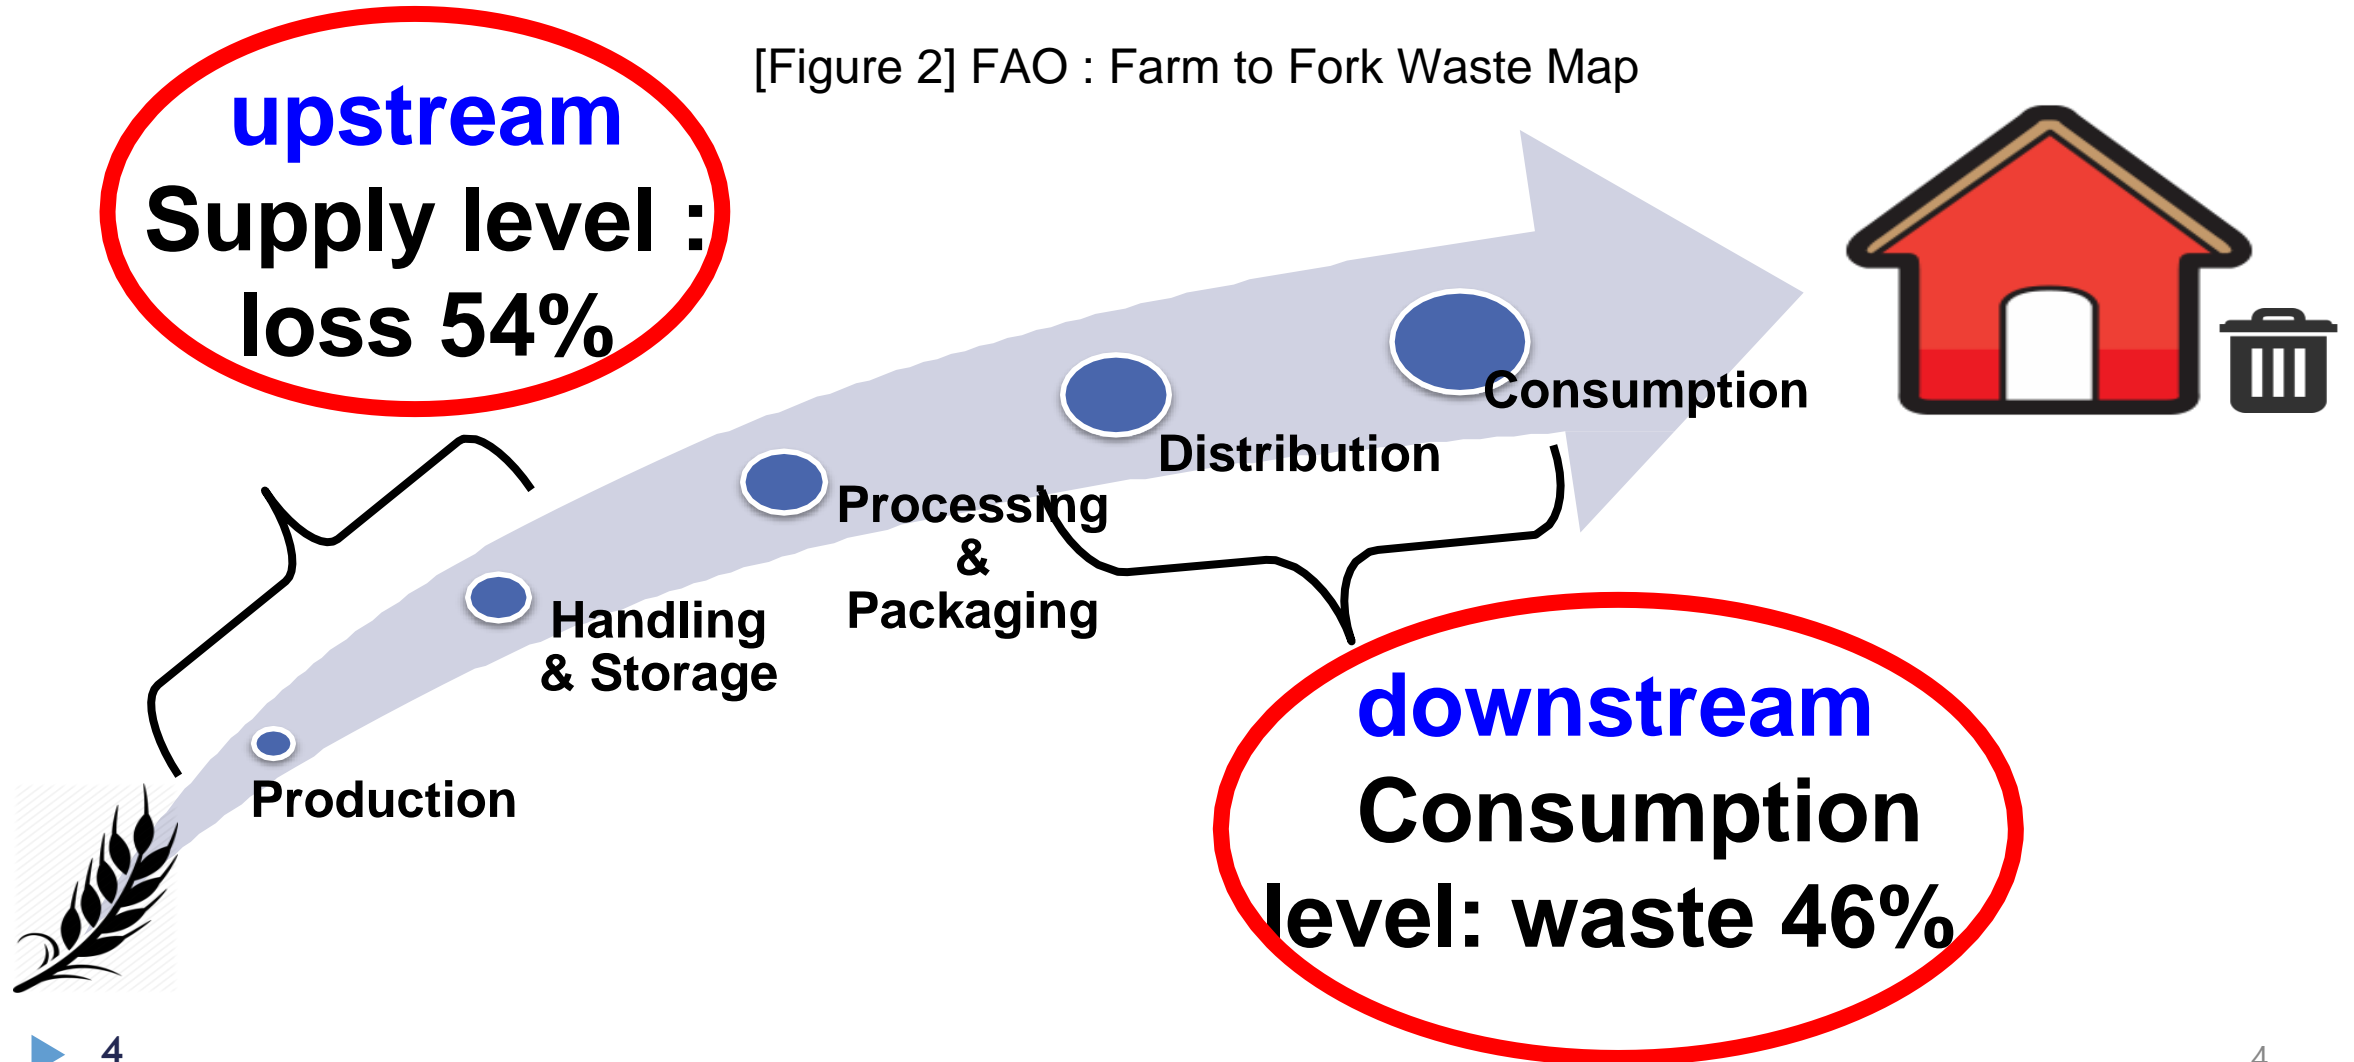 [Figure 2] FAO : Farm to Fork Waste Map
upstream
Supply level :
loss 54%
Consumption
Distribution
Processing
&
Packaging
Handling
& Storage
Production
downstream
Consumption
level: waste 46%
4
4